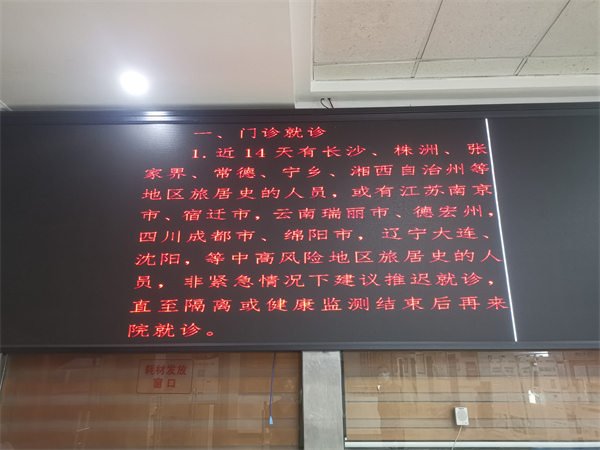 一、门诊就诊
1.近14天有长沙、株洲、张
家界、常德、宁乡、湘西自治州等
地区旅居史的人员，或有江苏南京
市、宿迁市，云南瑞丽市、德宏州，
四川成都市、绵阳市，辽宁大连、
沈阳，等中高风险地区旅居史的人
员，非紧急情况下建议推迟就诊，
直至隔离或健康监测结束后再来
院就诊。
耗材发放
窗口